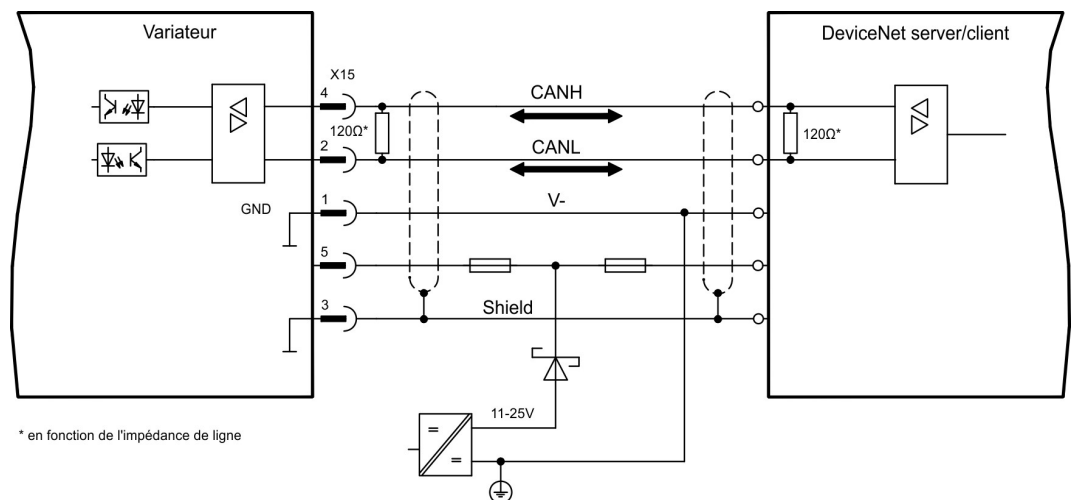 Variateur
DeviceNet server/client
X15
4
CANH
120Ω*
120Ω*
2
CANL
GND
1
V-
5
3
Shield
11-25V
* en fonction de l'impédance de ligne